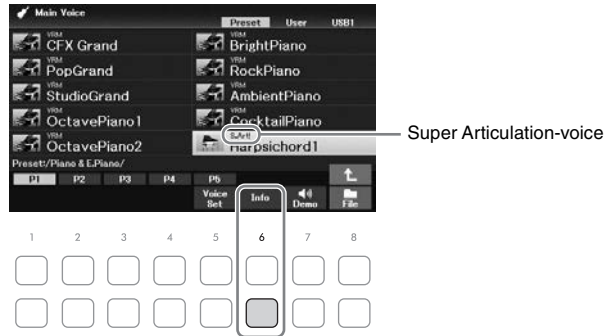 Main Voice
Preset User USB1
VRM VRM
CFX Grand BrightPiano
VRM VRM
PopGrand RockPiano
VRM VRM
StudioGrand AmbientPiano
VRM VRM
OctavePiano1 CocktailPiano
VRM S.Art!
OctavePiano2 Harpsichord1
Super Articulation-voice
Preset:/Piano & E.Piano/
P1 P2 P3 P4 P5
Voice Set Info Demo File
1 2 3 4 5 6 7 8